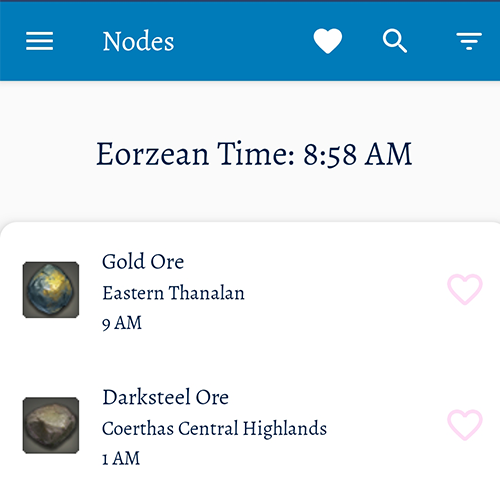 Nodes
Eorzean Time: 8:58 AM
Gold Ore
Eastern Thanalan
9 AM
Darksteel Ore
Coerthas Central Highlands
1 AM